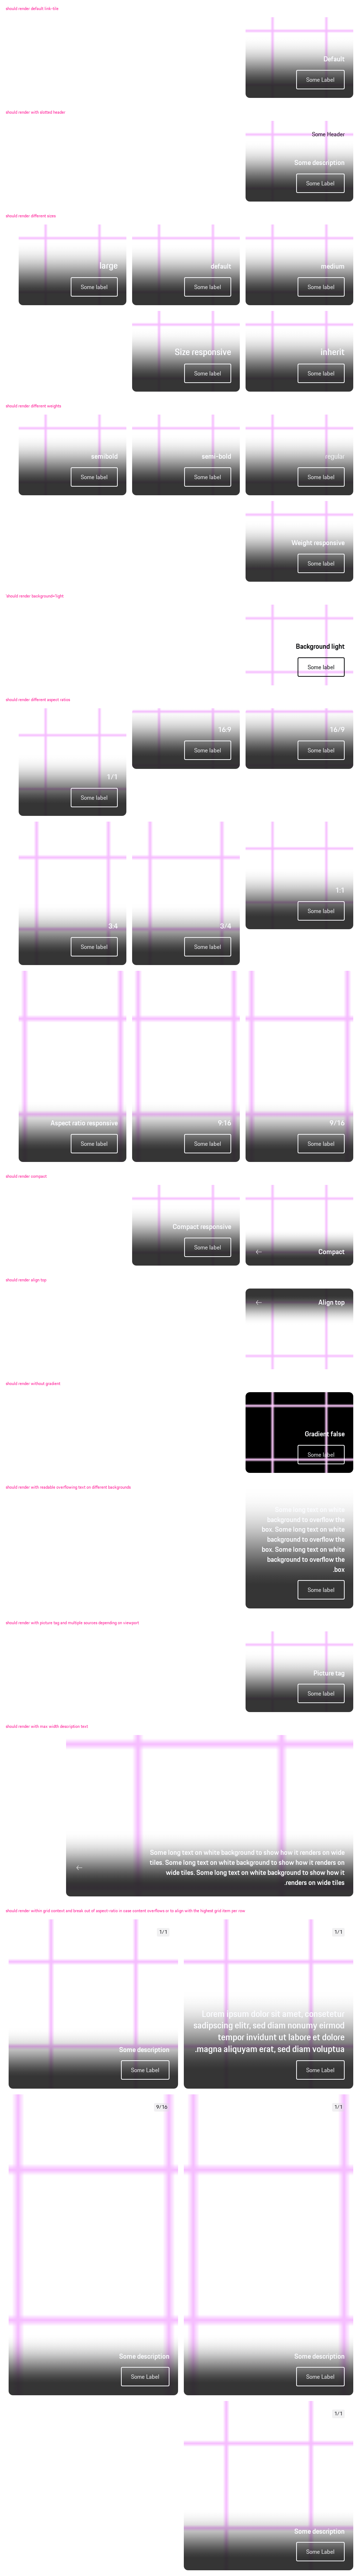 should render default link-tile
Default
Some Label
should render with slotted header
Some Header
Some description
Some Label
should render different sizes
medium
default
large
Some label
Some label
Some label
inherit
Size responsive
Some label
Some label
should render different weights
regular
semi-bold
semibold
Some label
Some label
Some label
Weight responsive
Some label
should render background=light
Background light
Some label
should render different aspect ratios
16/9
16:9
Some label
Some label
1/1
Some label
1:1
Some label
3/4
3:4
Some label
Some label
9/16
9:16
Aspect ratio responsive
Some label
Some label
Some label
should render compact
Compact responsive
Some label
Compact
should render align top
Align top
should render without gradient
Gradient false
Some label
should render with readable overflowing text on different backgrounds
background to overflow the
box. Some long text on white
background to overflow the
box. Some long text on white
background to overflow the
.box
Some label
should render with picture tag and multiple sources depending on viewport
Picture tag
Some label
should render with max-width description text
Some long text on white background to show how it renders on wide
tiles. Some long text on white background to show how it renders on
wide tiles. Some long text on white background to show how it
.renders on wide tiles
should render within grid context and break out of aspect ratio in case content overflows or to align with the highest grid item per row
1/1
Lorem ipsum dolor sit amet, consetetur
sadipscing elitr, sed diam nonumy eirmod
tempor invidunt ut labore et dolore
.magna aliquyam erat, sed diam voluptua
Some Label
1/1
Some description
Some Label
1/1
Some description
Some Label
9/16
Some description
Some Label
1/1
Some description
Some Label